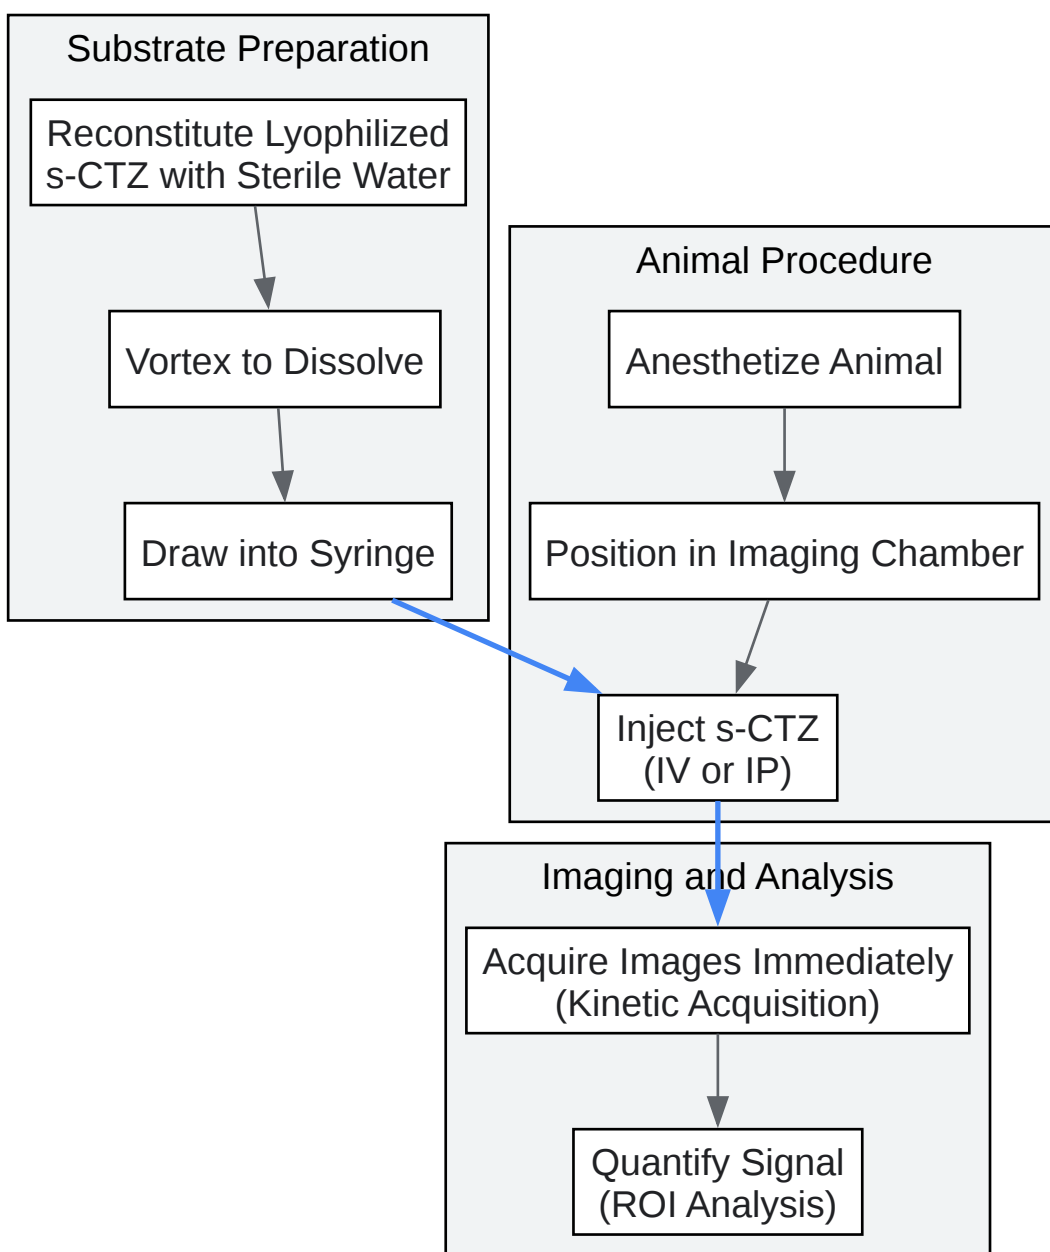 Substrate Preparation
Reconstitute Lyophilized
s-CTZ with Sterile Water
Vortex to Dissolve
Draw into Syringe
Animal Procedure
Anesthetize Animal
Position in Imaging Chamber
Inject s-CTZ
(IV or IP)
Imaging and Analysis
Acquire Images Immediately
(Kinetic Acquisition)
Quantify Signal
(ROI Analysis)